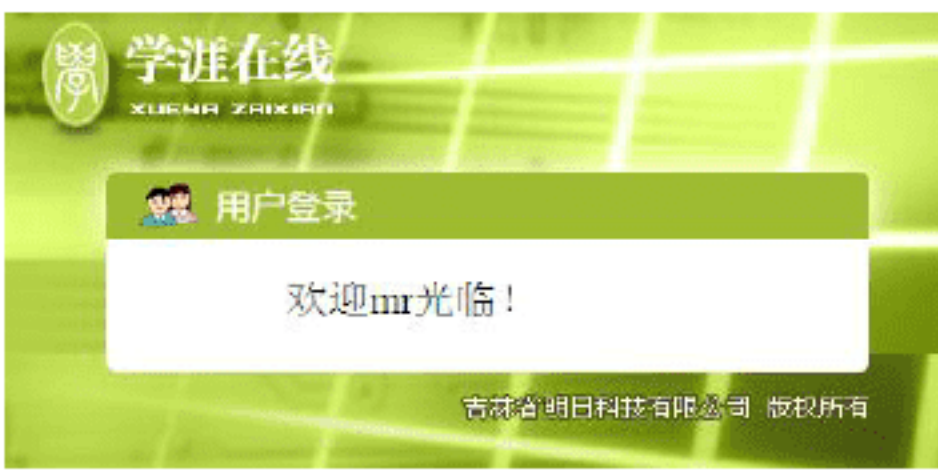 學
学涯在线
XUEYA ZAIXIAN
用户登录
欢迎mr光临！
吉林省明日科技有限公司 版权所有